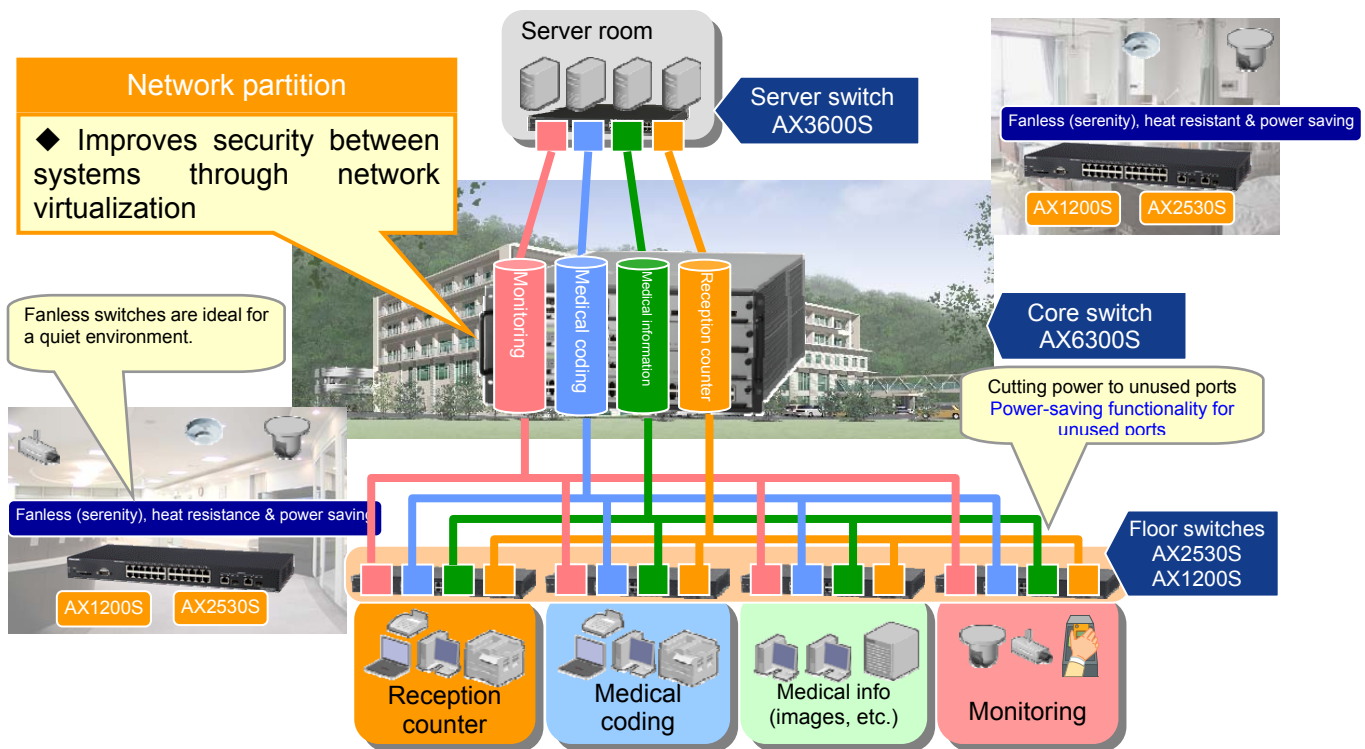 Server room
Network partition
◆ Improves security between
systems through network
virtualization
Server switch
AX3600S
Fanless (serenity), heat resistant & power saving
AX1200S
AX2530S
Monitoring
Medical coding
Medical information
Reception counter
Fanless switches are ideal for
a quiet environment.
Core switch
AX6300S
Cutting power to unused ports
Power-saving functionality for
unused ports
Fanless (serenity), heat resistance & power saving
AX1200S
AX2530S
Floor switches
AX2530S
AX1200S
Reception
counter
Medical
coding
Medical info
(images, etc.)
Monitoring